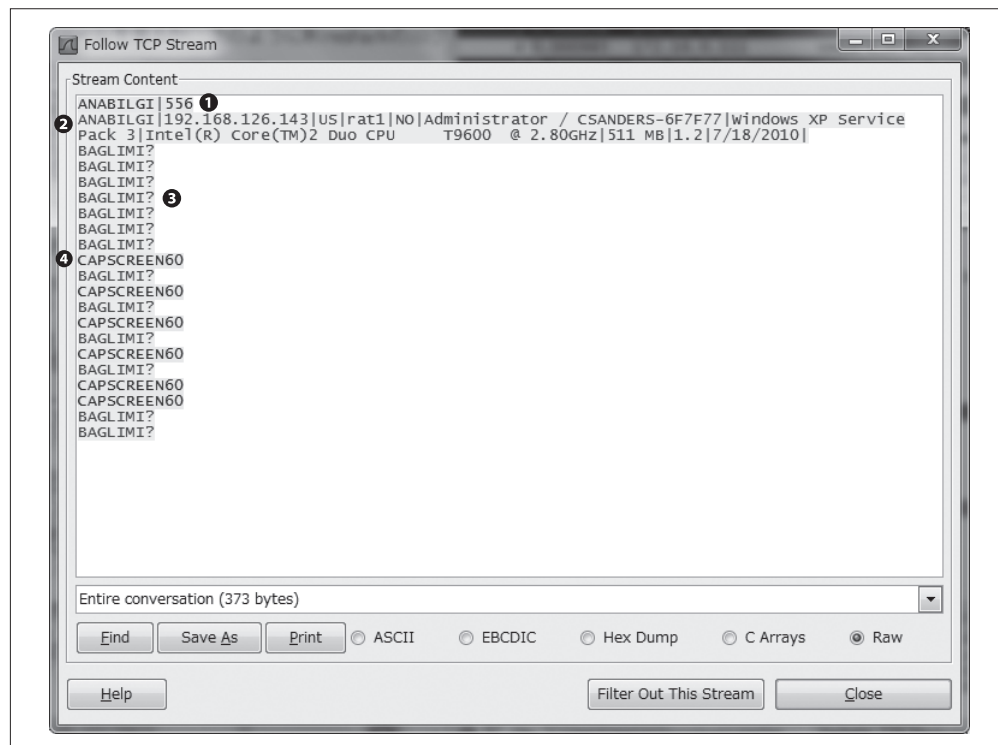 Follow TCP Stream
Stream Content
ANABILGI|556 ❶
❷ ANABILGI|192.168.126.143|US|rat1|NO|Administrator / CSANDERS-6F7F77|Windows XP Service
Pack 3|Intel(R) Core(TM)2 Duo CPU     T9600  @ 2.80GHz|511 MB|1.2|7/18/2010|
BAGLIMI?
BAGLIMI?
BAGLIMI?
BAGLIMI? ❸
BAGLIMI?
BAGLIMI?
BAGLIMI?
❹ CAPSCREEN60
BAGLIMI?
CAPSCREEN60
BAGLIMI?
CAPSCREEN60
BAGLIMI?
CAPSCREEN60
BAGLIMI?
CAPSCREEN60
CAPSCREEN60
BAGLIMI?
BAGLIMI?
Entire conversation (373 bytes)
Find Save As Print ASCII EBCDIC Hex Dump C Arrays Raw
Help Filter Out This Stream Close